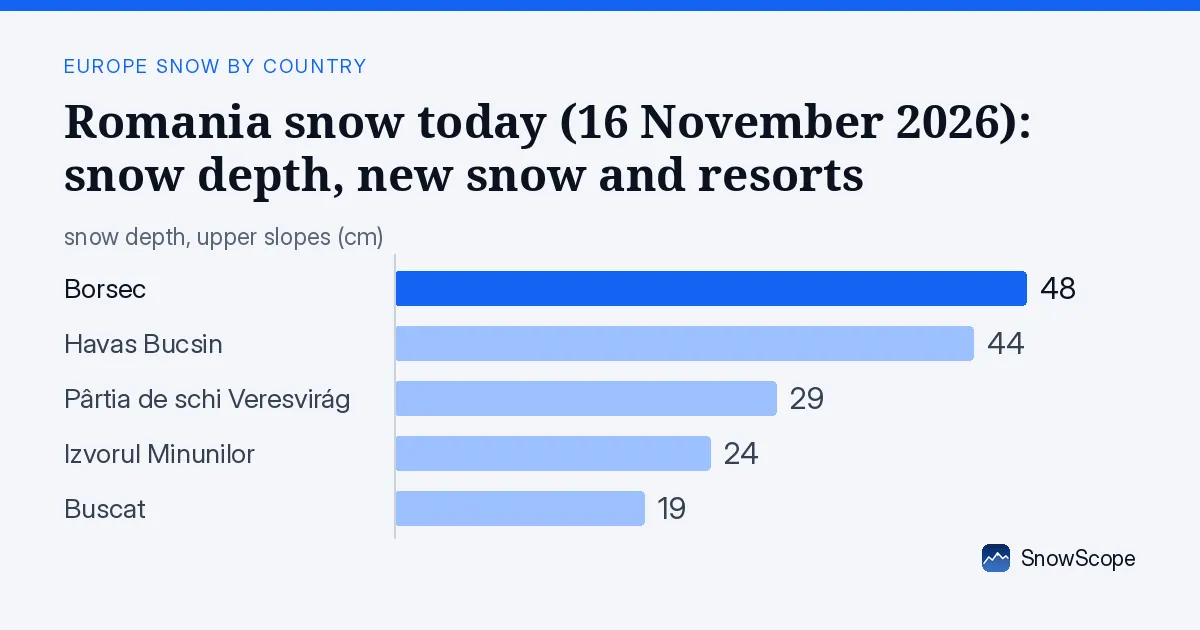 EUROPE SNOW BY COUNTRY
Romania snow today (16 November 2026):
snow depth, new snow and resorts
snow depth, upper slopes (cm)
Borsec 48
Havas Bucsin 44
Pârtia de schi Veresvirág 29
Izvorul Minunilor 24
Buscat 19
SnowScope